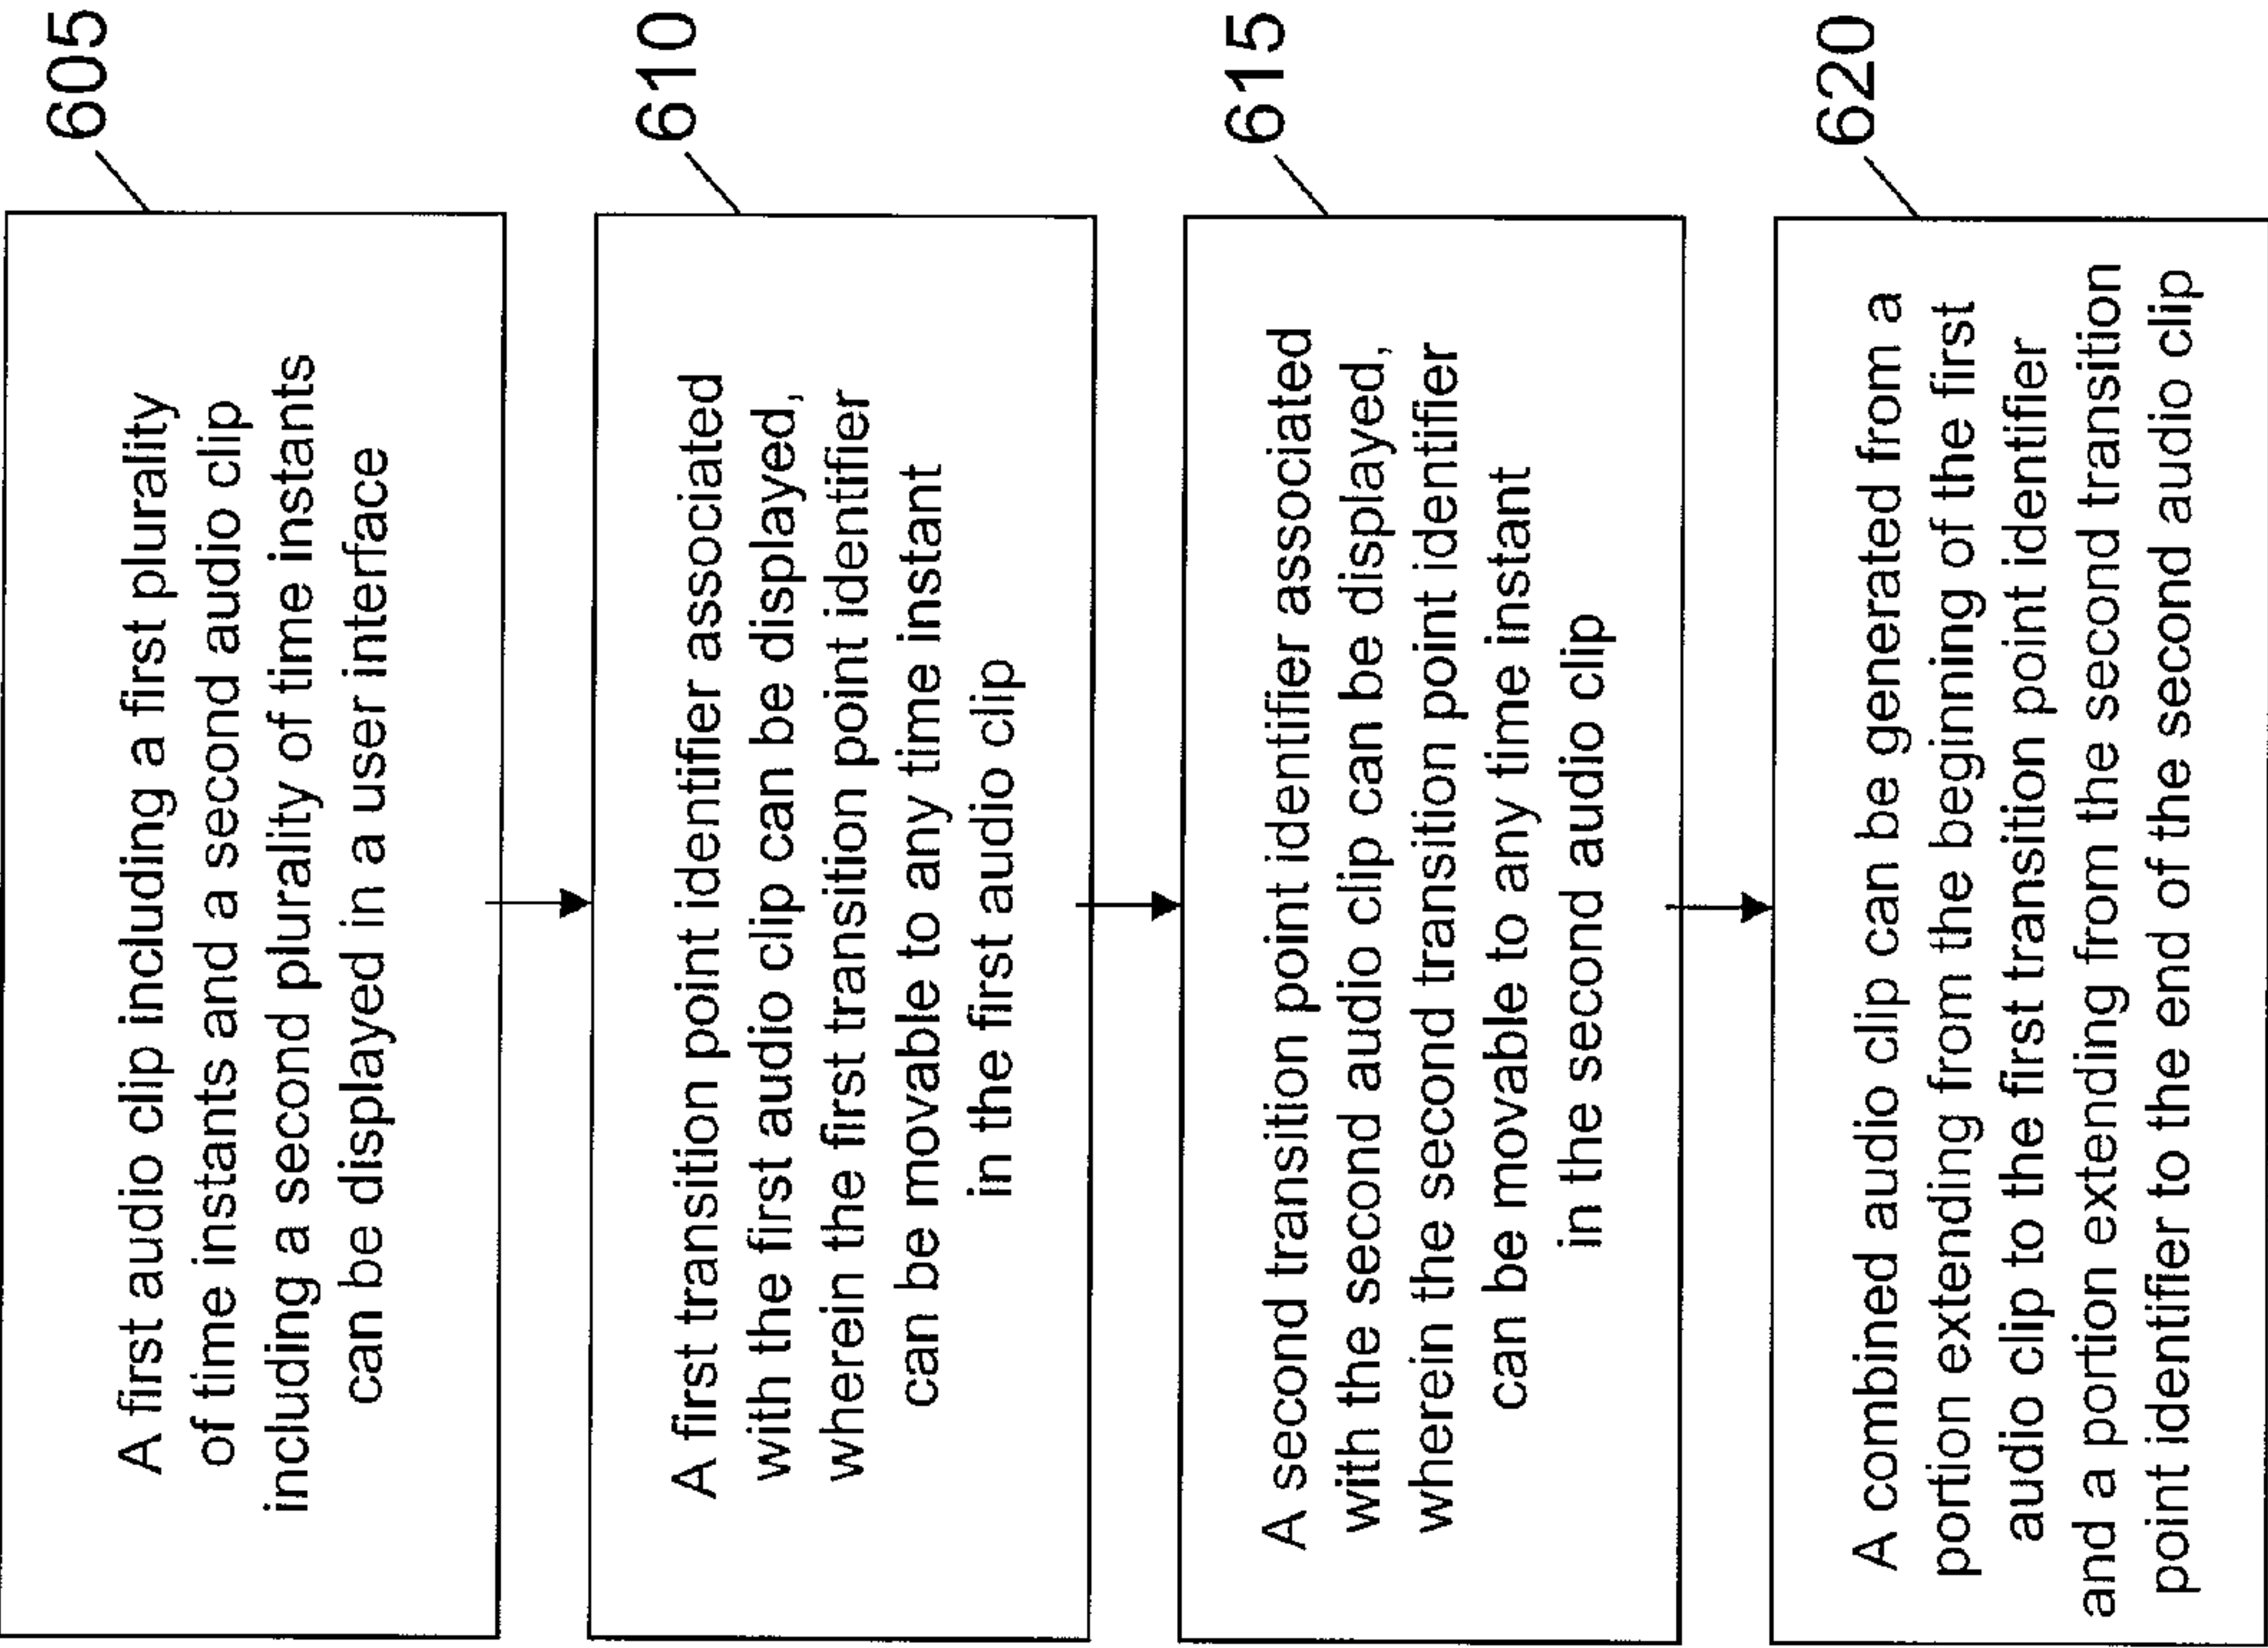 605
A first audio clip including a first plurality
of time instants and a second audio clip
including a second plurality of time instants
can be displayed in a user interface
610
A first transition point identifier associated
with the first audio clip can be displayed,
wherein the first transition point identifier
can be movable to any time instant
in the first audio clip
615
A second transition point identifier associated
with the second audio clip can be displayed,
wherein the second transition point identifier
can be movable to any time instant
in the second audio clip
620
A combined audio clip can be generated from a
portion extending from the beginning of the first
audio clip to the first transition point identifier
and a portion extending from the second transition
point identifier to the end of the second audio clip